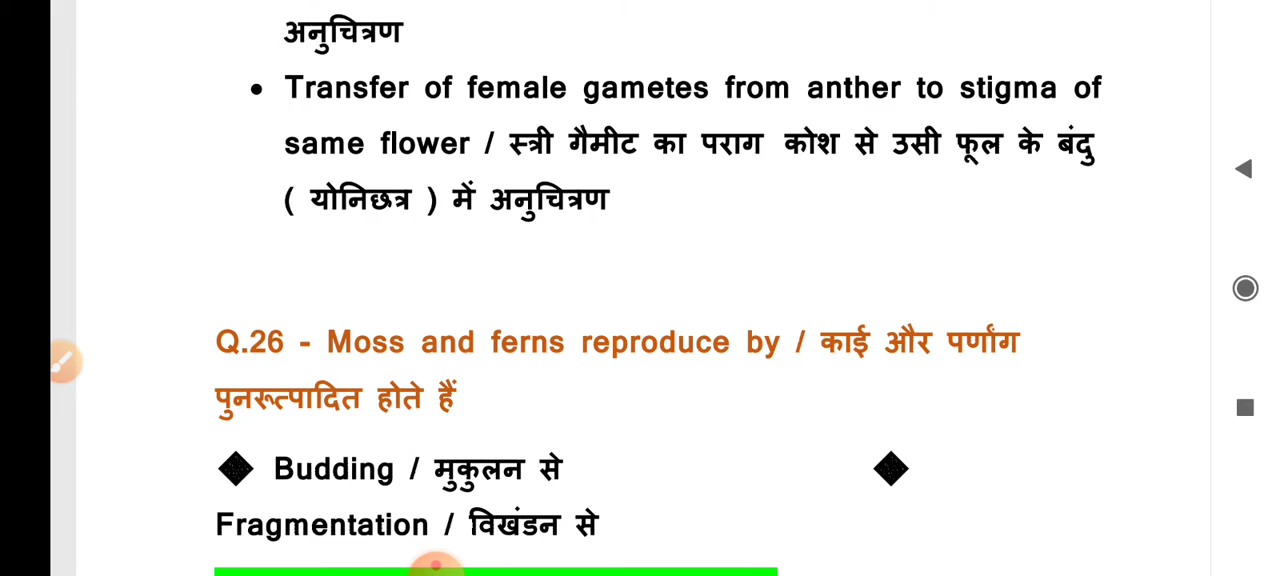 अनुचित्रण
• Transfer of female gametes from anther to stigma of
same flower / स्त्री गैमीट का पराग कोश से उसी फूल के बंदु
( योनिछत्र ) में अनुचित्रण
Q.26 - Moss and ferns reproduce by / काई और पर्णांग
पुनरूत्पादित होते हैं
◆ Budding / मुकुलन से ◆
Fragmentation / विखंडन से